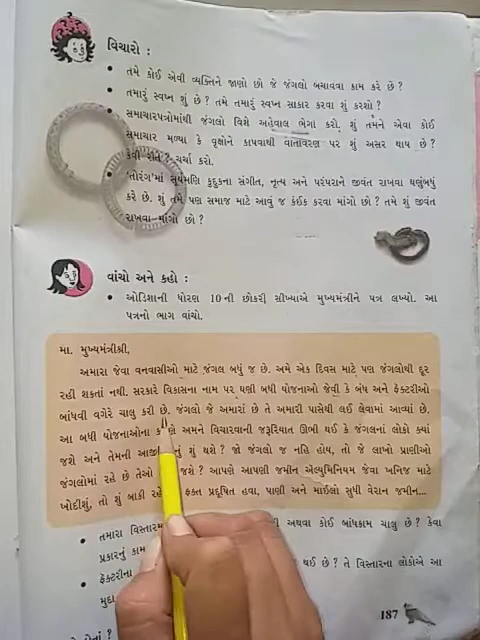 વિચારો :
• તમે કોઈ એવી વ્યક્તિને જાણો છો જે જંગલો બચાવવા કામ કરે છે?
• તમારું સ્વપ્ન શું છે? તમે તમારું સ્વપ્ન સાકાર કરવા શું કરશો?
• સમાચારપત્રોમાંથી જંગલો વિશે અહેવાલ ભેગા કરો. શું તમને એવા કોઈ
સમાચાર મળ્યા કે વૃક્ષોને કાપવાથી વાતાવરણ પર શું અસર થાય છે?
કેવી રીતે? ચર્ચા કરો.
• 'તોરંગ'માં સૂર્યમણિ કુડુકના સંગીત, નૃત્ય અને પરંપરાને જીવંત રાખવા ઘણુંબધું
કરે છે. શું તમે પણ સમાજ માટે આવું જ કંઈક કરવા માંગો છો? તમે શું જીવંત
રાખવા માંગો છો?
વાંચો અને કહો :
• ઓડિશાની ધોરણ 10 ની છોકરી સીખ્યાએ મુખ્યમંત્રીને પત્ર લખ્યો. આ
પત્રનો ભાગ વાંચો.
મા. મુખ્યમંત્રીશ્રી,
અમારા જેવા વનવાસીઓ માટે જંગલ બધું જ છે. અમે એક દિવસ માટે પણ જંગલોથી દૂર
રહી શકતાં નથી. સરકારે વિકાસના નામ પર ઘણી બધી યોજનાઓ જેવી કે બંધ અને ફૅક્ટરીઓ
બાંધવી વગેરે ચાલુ કરી છે. જંગલો જે અમારાં છે તે અમારી પાસેથી લઈ લેવામાં આવ્યાં છે.
આ બધી યોજનાઓના અમને વિચારવાની જરૂરિયાત ઊભી થઈ કે જંગલનાં લોકો ક્યાં
જશે અને તેમની નું શું થશે? જો જંગલો જ નહિ હોય, તો જે લાખો પ્રાણીઓ
જંગલોમાં રહે છે તેઓ જશે? આપણે આપણી જમીન ઍલ્યુમિનિયમ જેવા ખનિજ માટે
ખોદીશું, તો શું બાકી ફક્ત પ્રદૂષિત હવા, પાણી અને માઈલો સુધી વેરાન જમીન...
• તમારા અથવા કોઈ બાંધકામ ચાલુ છે? કેવા
પ્રકારનું કામ
• ફૅક્ટરીના થઈ છે? તે વિસ્તારના લોકોએ આ
187